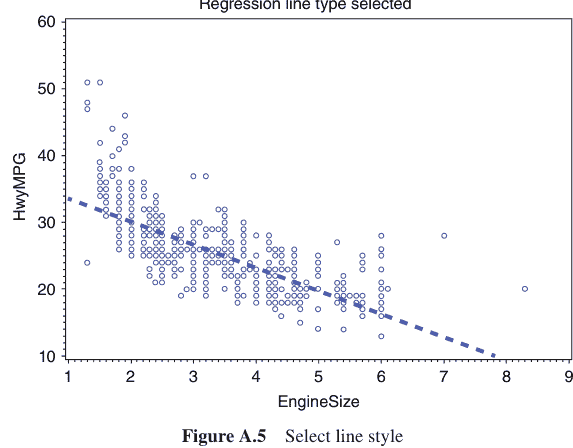 Regression line type selected
60
50
40
30
20
10
HwyMPG
1 2 3 4 5 6 7 8 9
EngineSize
Figure A.5 Select line style